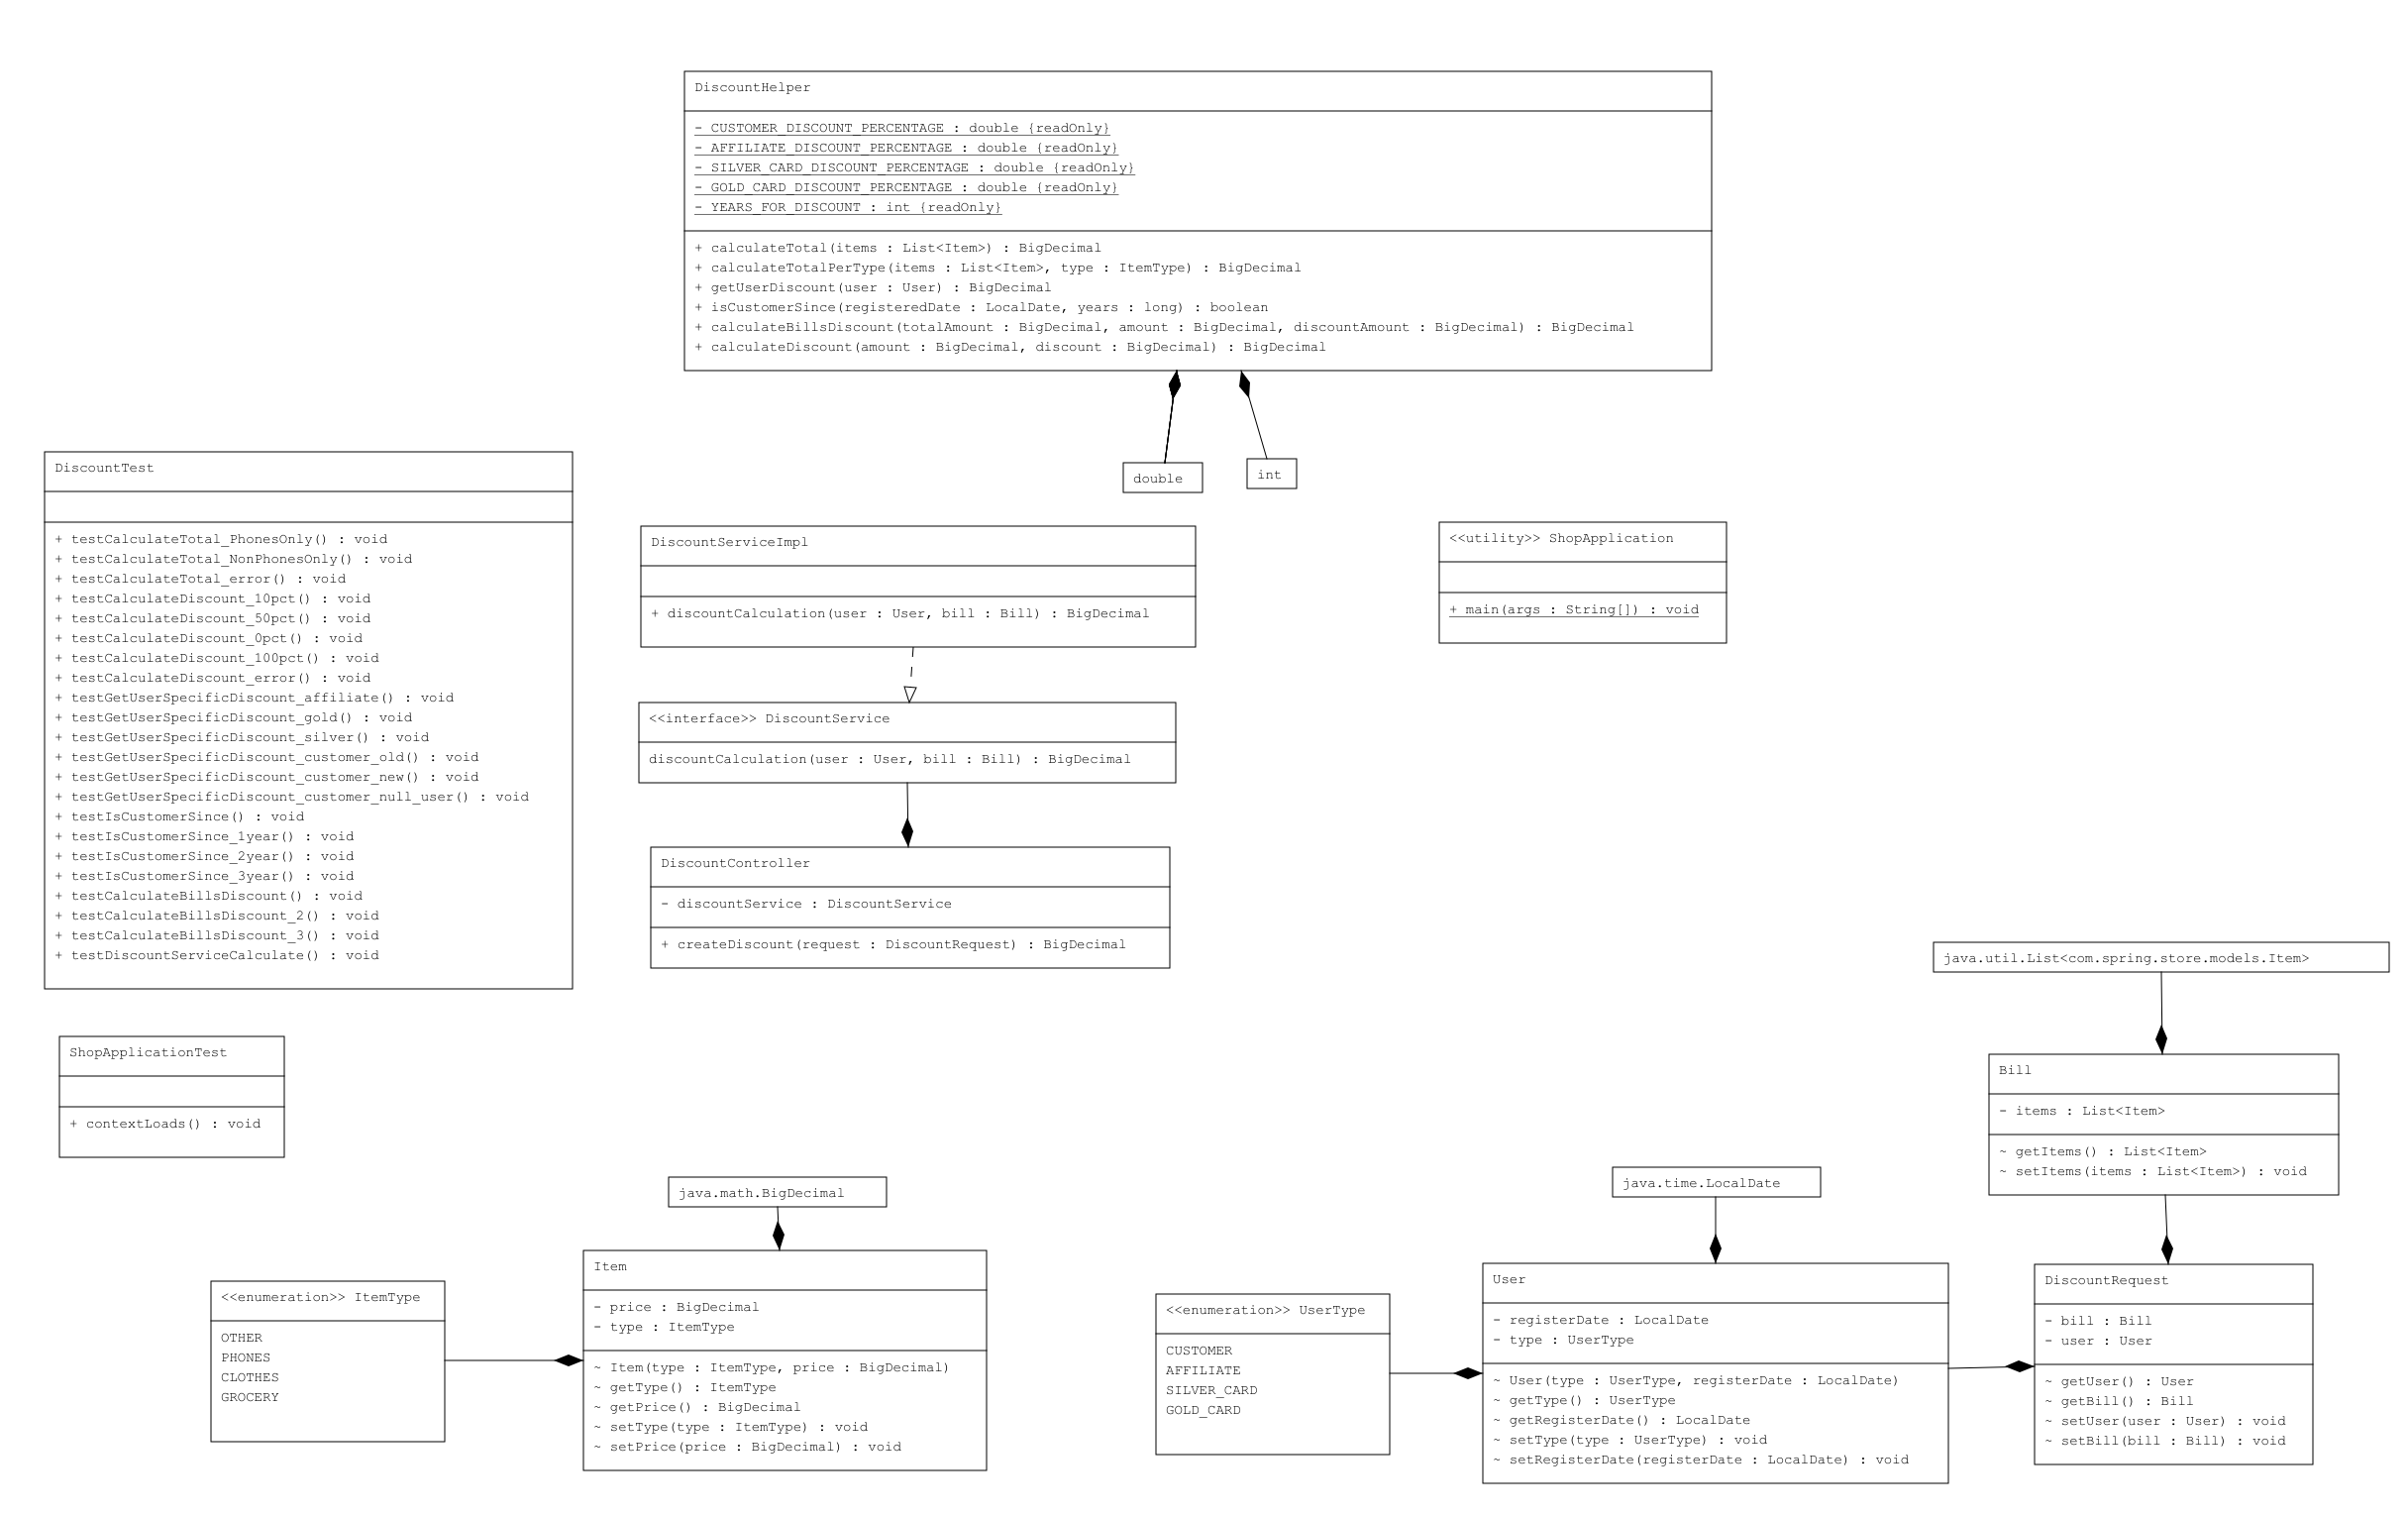 DiscountHelper
- CUSTOMER_DISCOUNT_PERCENTAGE : double {readOnly}
- AFFILIATE_DISCOUNT_PERCENTAGE : double {readOnly}
- SILVER_CARD_DISCOUNT_PERCENTAGE : double {readOnly}
- GOLD_CARD_DISCOUNT_PERCENTAGE : double {readOnly}
- YEARS_FOR_DISCOUNT : int {readOnly}
+ calculateTotal(items : List<Item>) : BigDecimal
+ calculateTotalPerType(items : List<Item>, type : ItemType) : BigDecimal
+ getUserDiscount(user : User) : BigDecimal
+ isCustomerSince(registeredDate : LocalDate, years : long) : boolean
+ calculateBillsDiscount(totalAmount : BigDecimal, amount : BigDecimal, discountAmount : BigDecimal) : BigDecimal
+ calculateDiscount(amount : BigDecimal, discount : BigDecimal) : BigDecimal
double
int
DiscountTest
+ testCalculateTotal_PhonesOnly() : void
+ testCalculateTotal_NonPhonesOnly() : void
+ testCalculateTotal_error() : void
+ testCalculateDiscount_10pct() : void
+ testCalculateDiscount_50pct() : void
+ testCalculateDiscount_0pct() : void
+ testCalculateDiscount_100pct() : void
+ testCalculateDiscount_error() : void
+ testGetUserSpecificDiscount_affiliate() : void
+ testGetUserSpecificDiscount_gold() : void
+ testGetUserSpecificDiscount_silver() : void
+ testGetUserSpecificDiscount_customer_old() : void
+ testGetUserSpecificDiscount_customer_new() : void
+ testGetUserSpecificDiscount_customer_null_user() : void
+ testIsCustomerSince() : void
+ testIsCustomerSince_1year() : void
+ testIsCustomerSince_2year() : void
+ testIsCustomerSince_3year() : void
+ testCalculateBillsDiscount() : void
+ testCalculateBillsDiscount_2() : void
+ testCalculateBillsDiscount_3() : void
+ testDiscountServiceCalculate() : void
DiscountServiceImpl
+ discountCalculation(user : User, bill : Bill) : BigDecimal
<<utility>> ShopApplication
+ main(args : String[]) : void
<<interface>> DiscountService
discountCalculation(user : User, bill : Bill) : BigDecimal
DiscountController
- discountService : DiscountService
+ createDiscount(request : DiscountRequest) : BigDecimal
java.util.List<com.spring.store.models.Item>
ShopApplicationTest
+ contextLoads() : void
Bill
- items : List<Item>
~ getItems() : List<Item>
~ setItems(items : List<Item>) : void
java.math.BigDecimal
java.time.LocalDate
<<enumeration>> ItemType
OTHER
PHONES
CLOTHES
GROCERY
Item
- price : BigDecimal
- type : ItemType
~ Item(type : ItemType, price : BigDecimal)
~ getType() : ItemType
~ getPrice() : BigDecimal
~ setType(type : ItemType) : void
~ setPrice(price : BigDecimal) : void
<<enumeration>> UserType
CUSTOMER
AFFILIATE
SILVER_CARD
GOLD_CARD
User
- registerDate : LocalDate
- type : UserType
~ User(type : UserType, registerDate : LocalDate)
~ getType() : UserType
~ getRegisterDate() : LocalDate
~ setType(type : UserType) : void
~ setRegisterDate(registerDate : LocalDate) : void
DiscountRequest
- bill : Bill
- user : User
~ getUser() : User
~ getBill() : Bill
~ setUser(user : User) : void
~ setBill(bill : Bill) : void